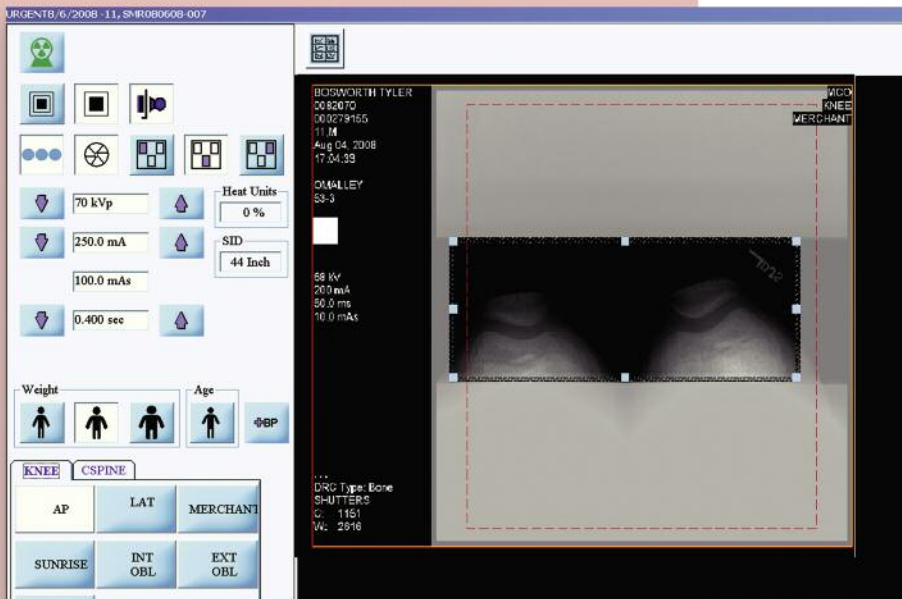 URGENT8/6/2008 -11, SMR080608-007
70 kVp
250.0 mA
100.0 mAs
0.400 sec
Heat Units
0 %
SID
44 Inch
Weight
Age
+BP
KNEE
CSPINE
AP
LAT
MERCHANT
SUNRISE
INT OBL
EXT OBL
BOSWORTH TYLER
0082070
000279155
11,M
Aug 04, 2008
17:04:39
OMALLEY
53-3
68 kV
200 mA
50.0 ms
10.0 mAs
...
DRC Type: Bone
SHUTTERS
C: 1151
W: 2616
MCO
KNEE
MERCHANT